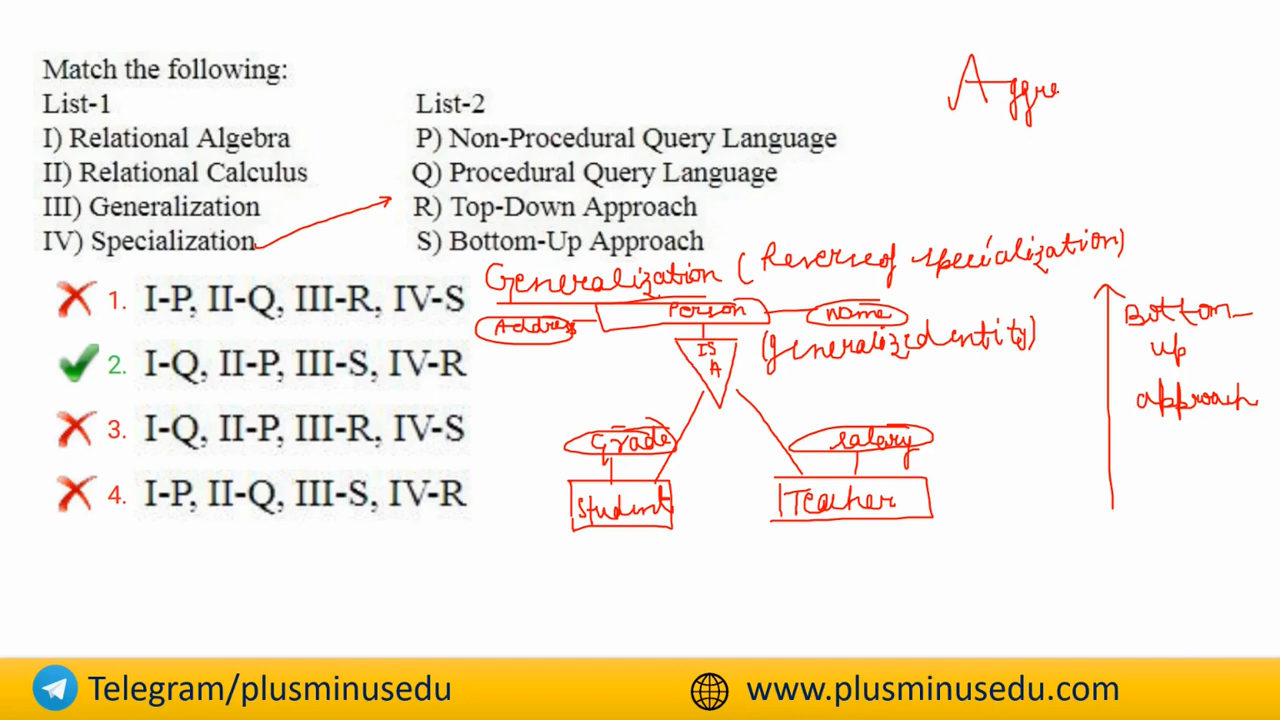 Match the following:
List-1 List-2
I) Relational Algebra P) Non-Procedural Query Language
II) Relational Calculus Q) Procedural Query Language
III) Generalization R) Top-Down Approach
IV) Specialization S) Bottom-Up Approach
1. I-P, II-Q, III-R, IV-S
2. I-Q, II-P, III-S, IV-R
3. I-Q, II-P, III-R, IV-S
4. I-P, II-Q, III-S, IV-R
Aggre
Generalization (Reverse of specialization)
Person
Address
name
(generalized entity)
IS
A
Grade
salary
Student
Teacher
Bottom-
up
approach
Telegram/plusminusedu
www.plusminusedu.com